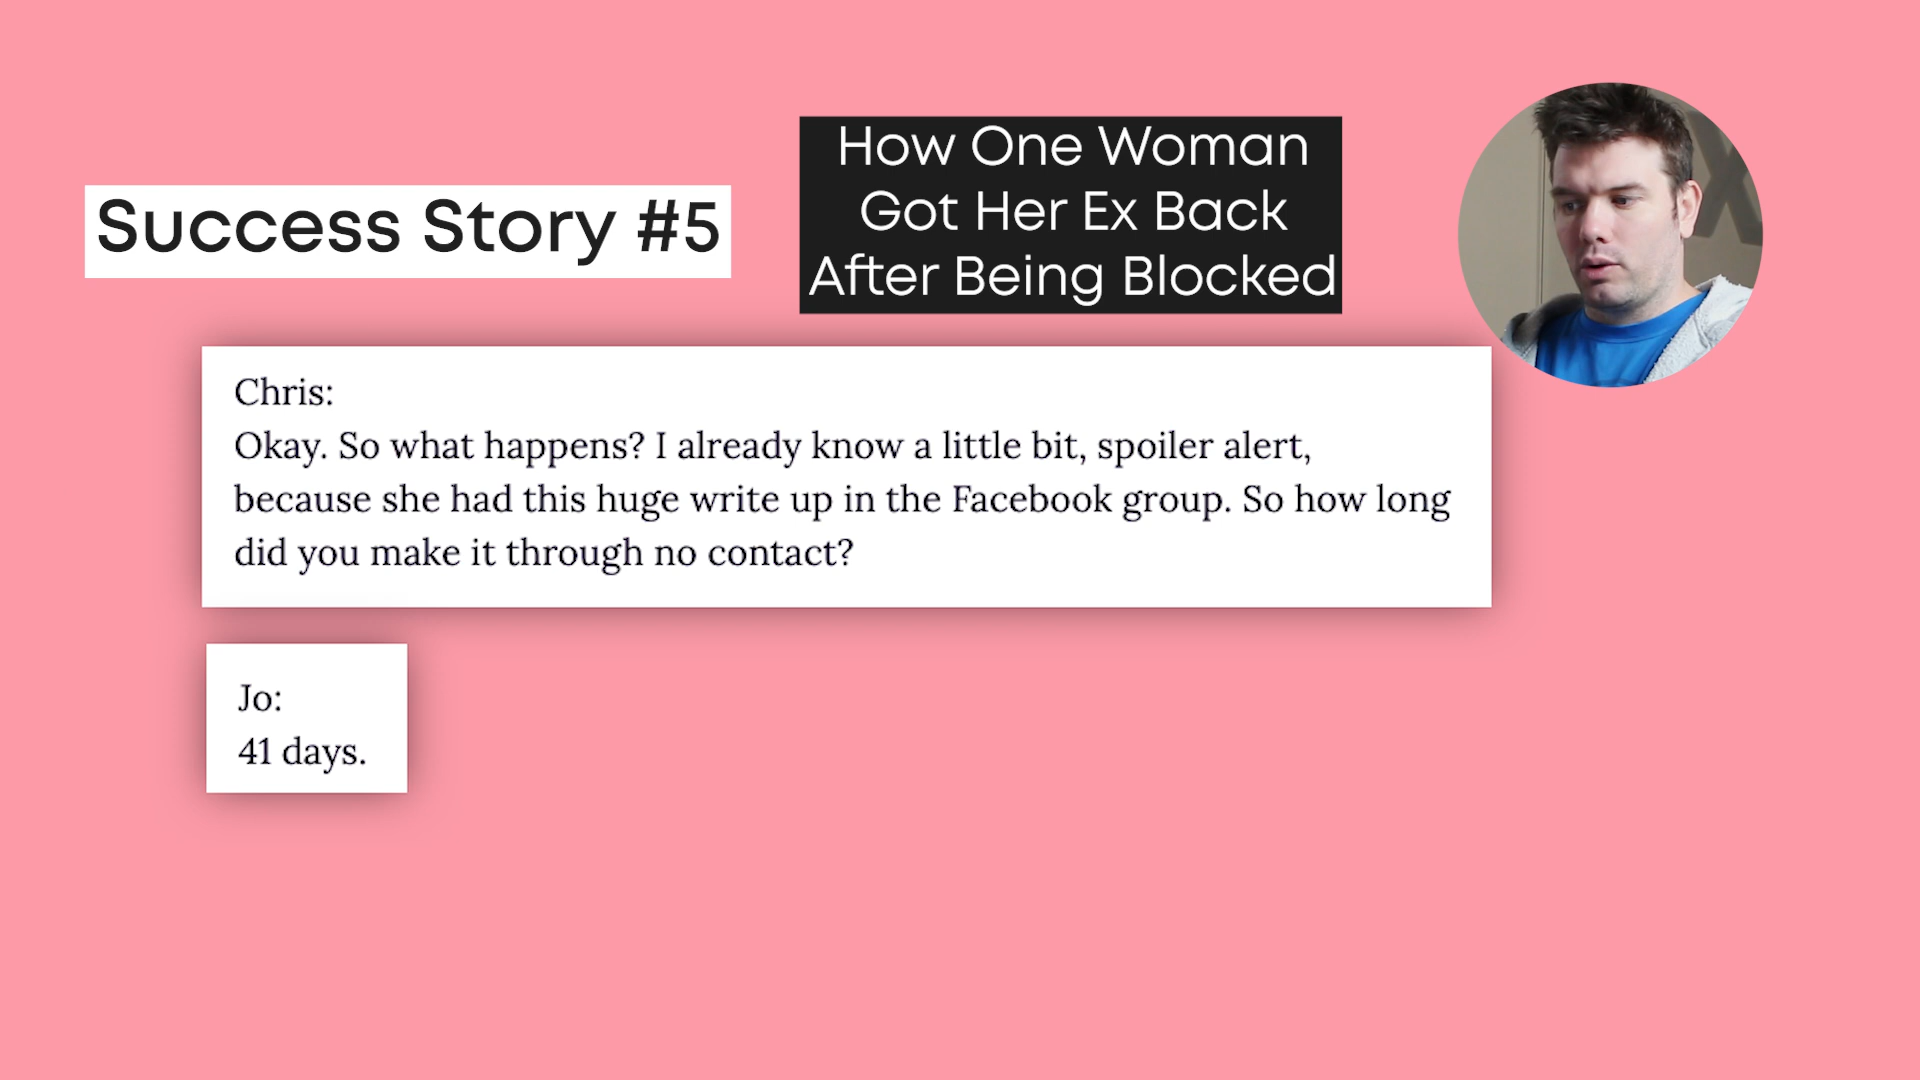 Success Story #5
How One Woman
Got Her Ex Back
After Being Blocked
Chris:
Okay. So what happens? I already know a little bit, spoiler alert,
because she had this huge write up in the Facebook group. So how long
did you make it through no contact?
Jo:
41 days.